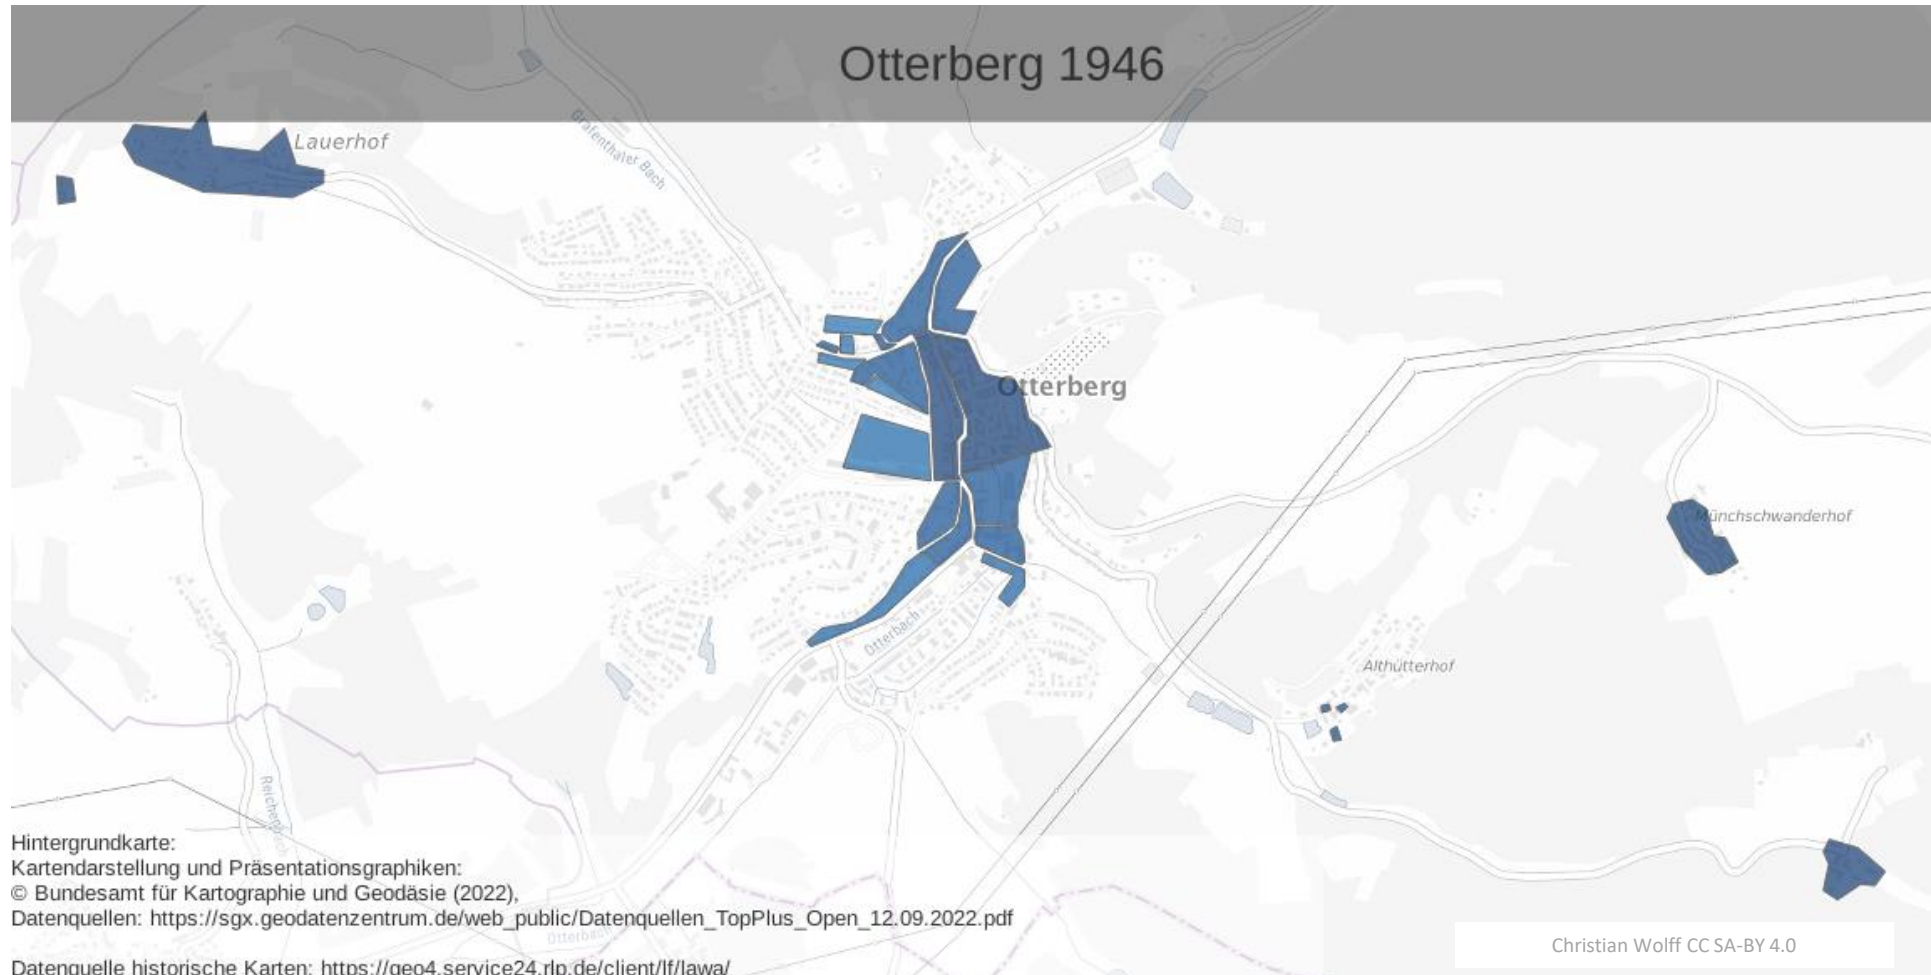 Otterberg 1946
Lauerhof
Gräfenthaler Bach
Otterberg
Münchschwanderhof
Althütterhof
Otterbach
Hintergrundkarte:
Kartendarstellung und Präsentationsgraphiken:
© Bundesamt für Kartographie und Geodäsie (2022),
Datenquellen: https://sgx.geodatenzentrum.de/web_public/Datenquellen_TopPlus_Open_12.09.2022.pdf
Otterbach
Christian Wolff CC SA-BY 4.0
Datenquelle historische Karten: https://geo4.service24.rlp.de/client/lf/lawa/